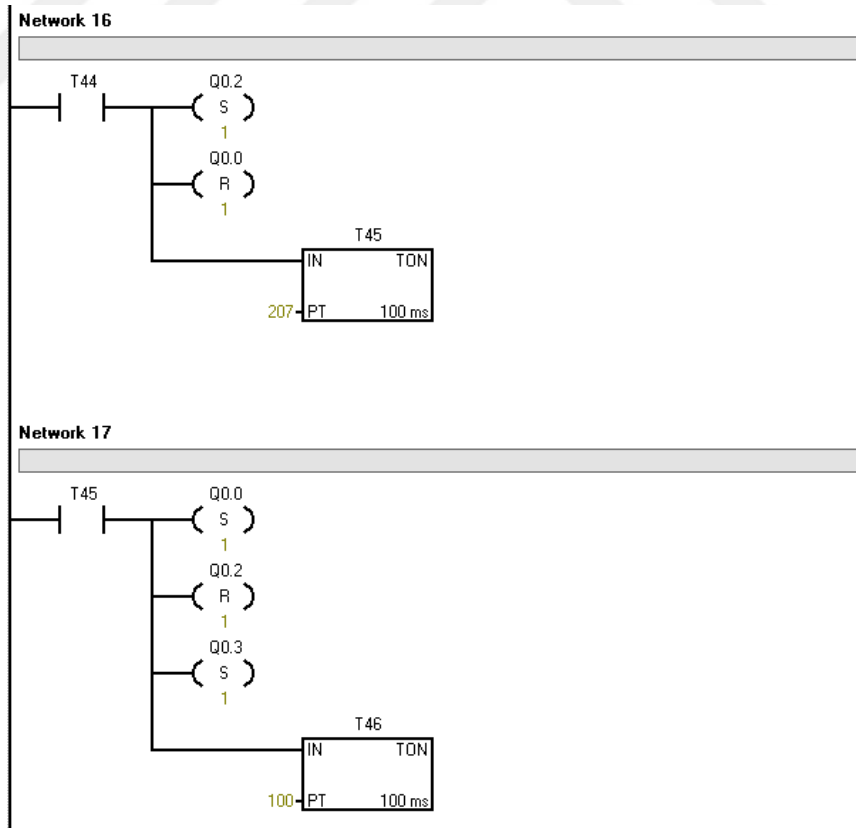 Network 16
T44 Q0.2
S
1
Q0.0
R
1
T45
IN TON
207 PT 100 ms
Network 17
T45 Q0.0
S
1
Q0.2
R
1
Q0.3
S
1
T46
IN TON
100 PT 100 ms